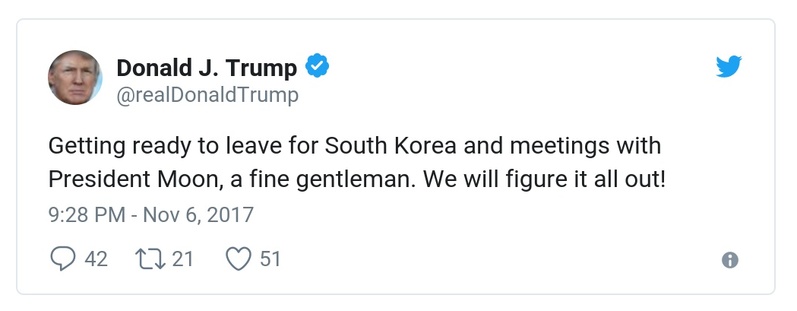 Donald J. Trump
@realDonaldTrump
Getting ready to leave for South Korea and meetings with
President Moon, a fine gentleman. We will figure it all out!
9:28 PM - Nov 6, 2017
42 21 51